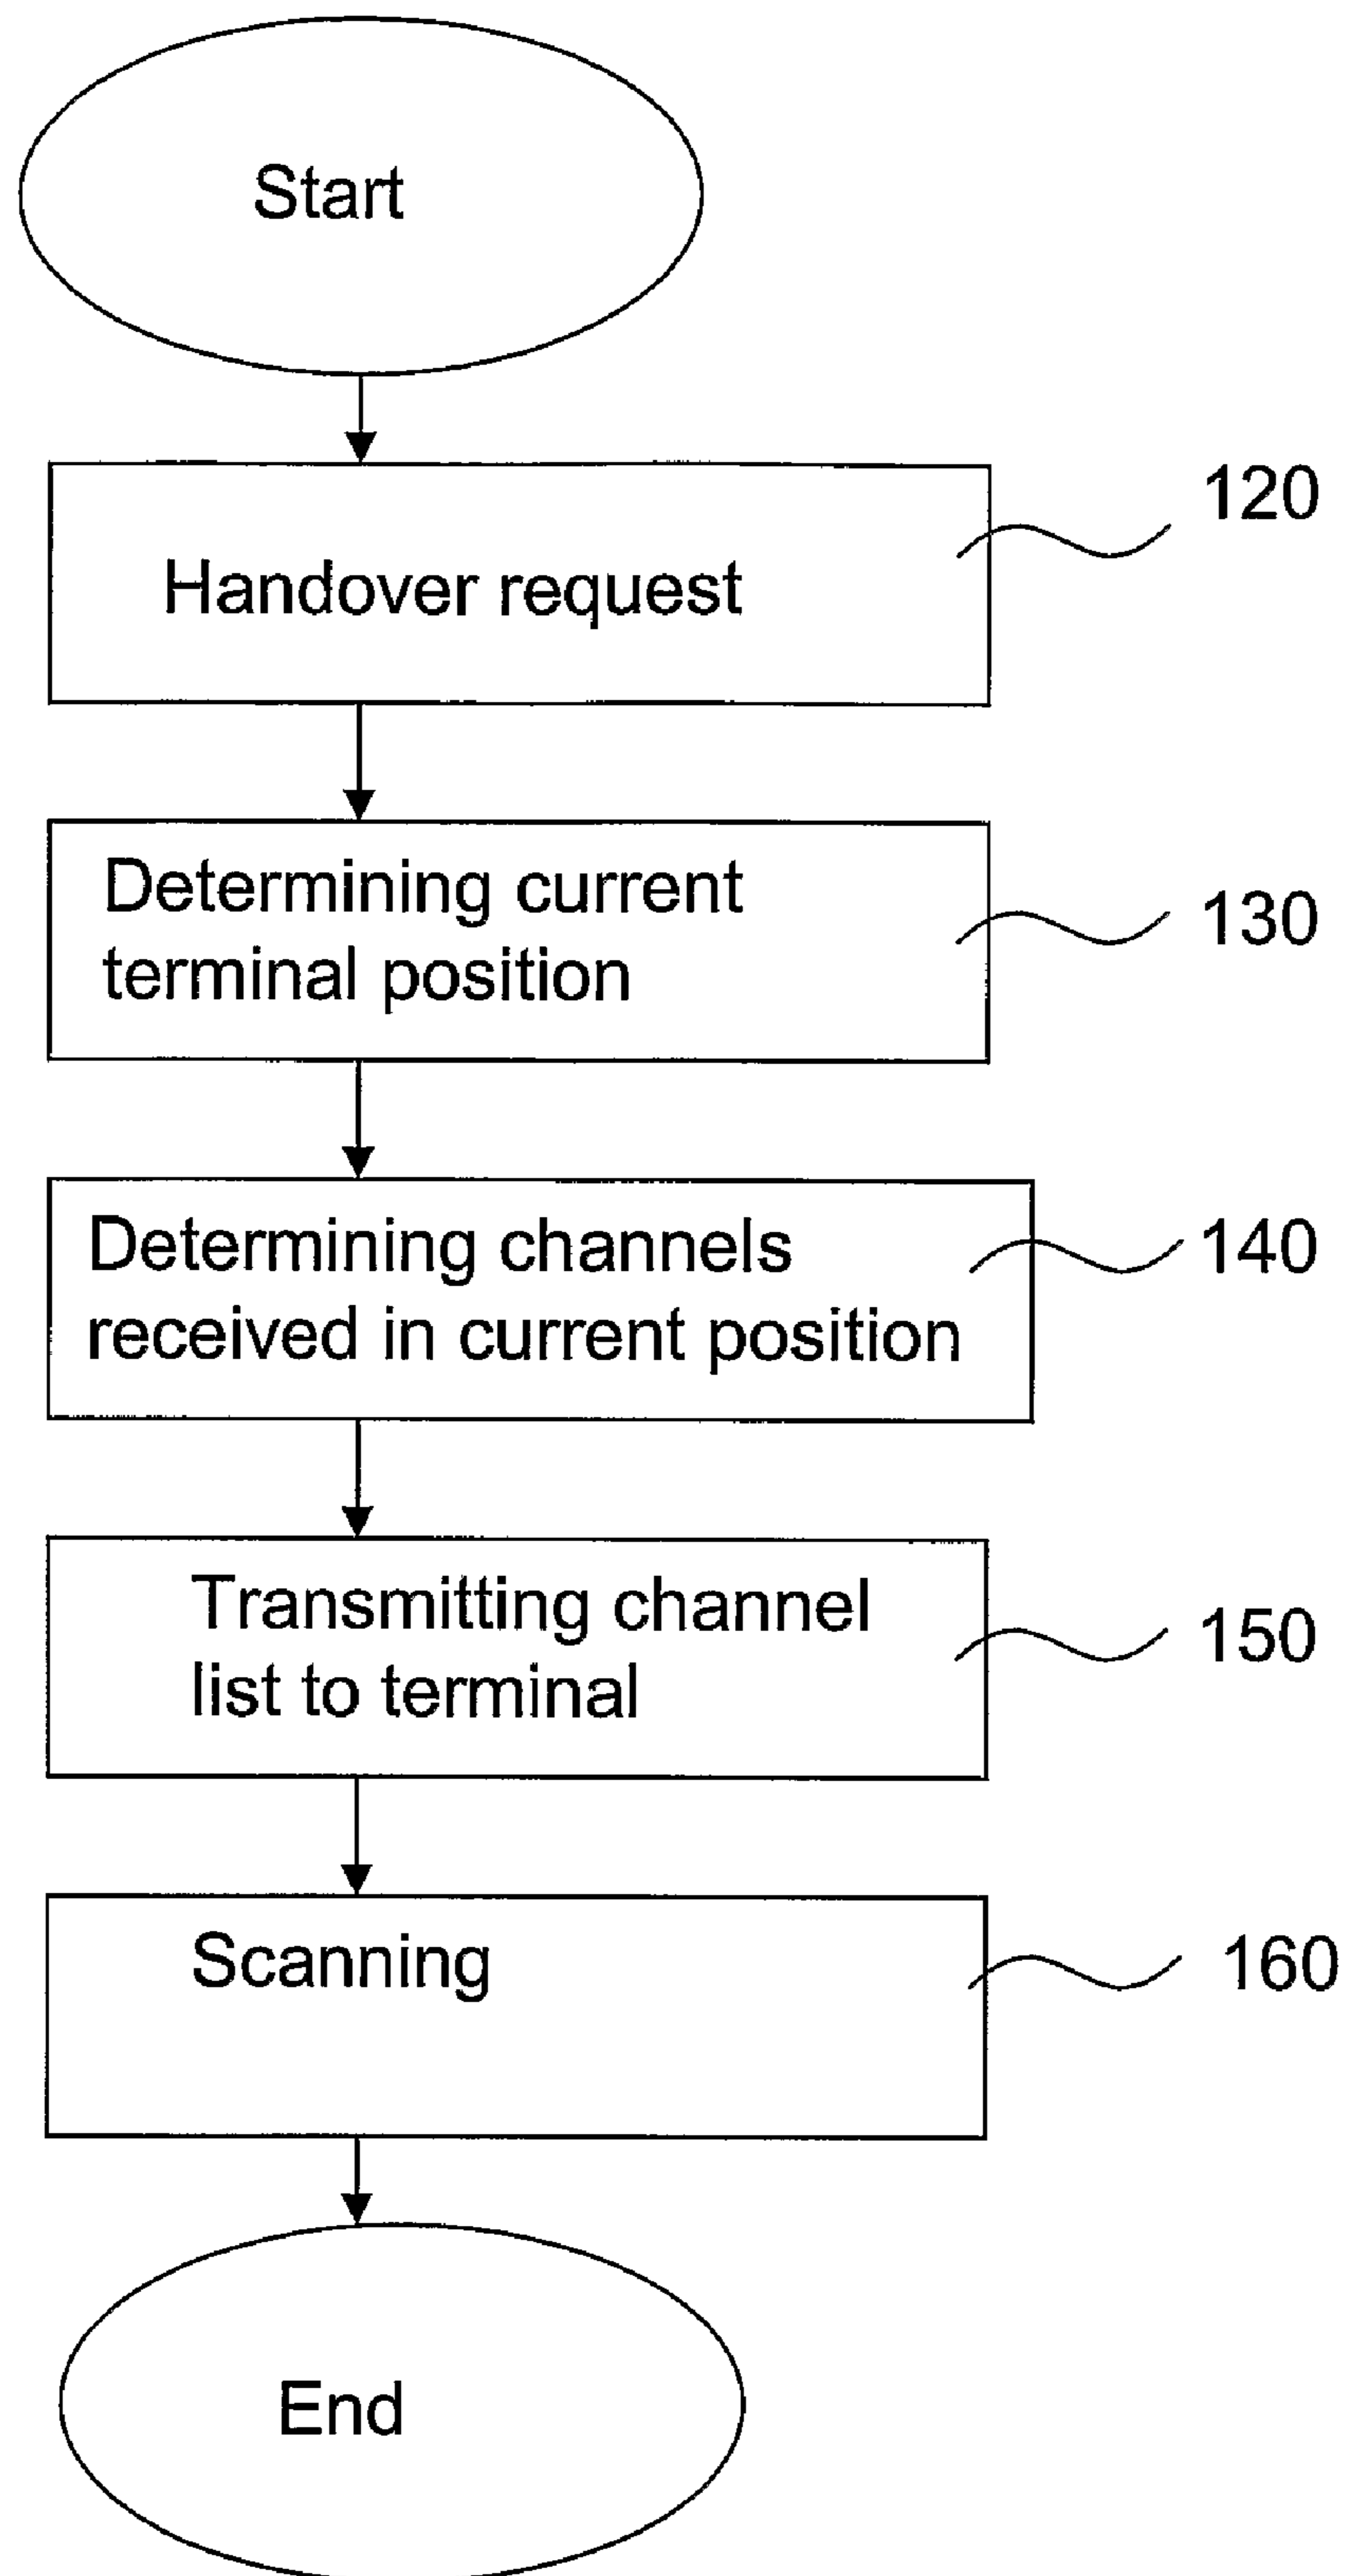 Start
120
Handover request
Determining current
terminal position
130
Determining channels
received in current position
140
Transmitting channel
list to terminal
150
Scanning
160
End